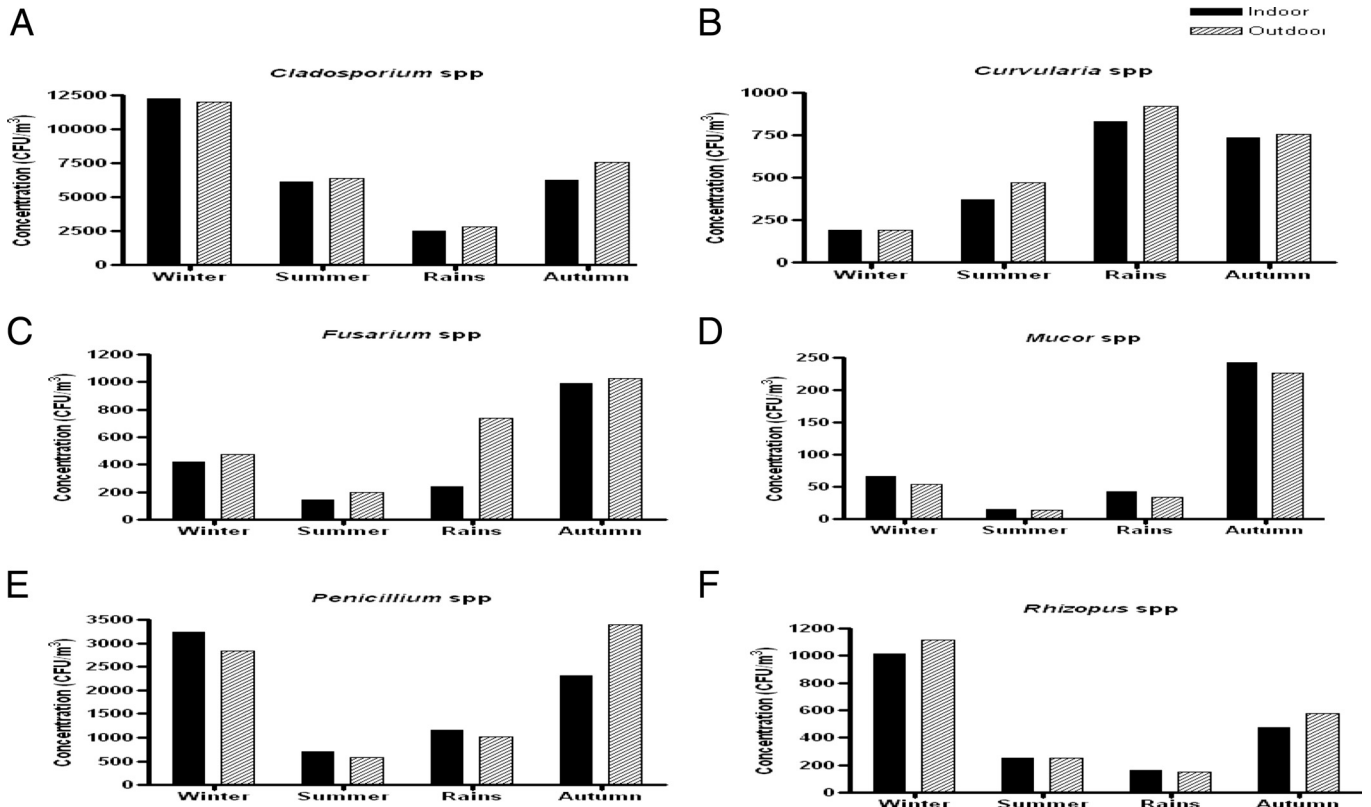 A
B
Indoor
Outdoor
Cladosporium spp
Concentration (CFU/m³)
12500
10000
7500
5000
2500
0
Winter Summer Rains Autumn
Curvularia spp
Concentration (CFU/m³)
1000
750
500
250
0
Winter Summer Rains Autumn
C
Fusarium spp
Concentration (CFU/m³)
1200
1000
800
600
400
200
0
Winter Summer Rains Autumn
D
Mucor spp
Concentration (CFU/m³)
250
200
150
100
50
0
Winter Summer Rains Autumn
E
Penicillium spp
Concentration (CFU/m³)
3500
3000
2500
2000
1500
1000
500
0
Winter Summer Rains Autumn
F
Rhizopus spp
Concentration (CFU/m³)
1200
1000
800
600
400
200
0
Winter Summer Rains Autumn